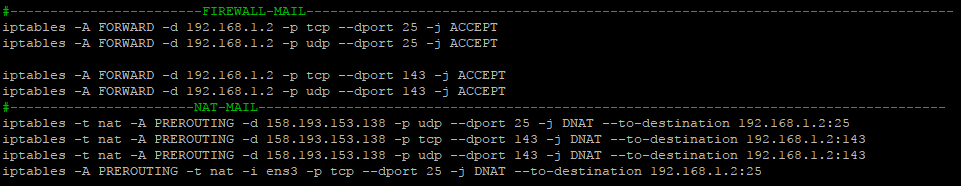 #------------------------FIREWALL-MAIL---------------------------------------------------------------------------------
iptables -A FORWARD -d 192.168.1.2 -p tcp --dport 25 -j ACCEPT
iptables -A FORWARD -d 192.168.1.2 -p udp --dport 25 -j ACCEPT
iptables -A FORWARD -d 192.168.1.2 -p tcp --dport 143 -j ACCEPT
iptables -A FORWARD -d 192.168.1.2 -p udp --dport 143 -j ACCEPT
#-----------------------NAT-MAIL--------------------------------------------------------------------------------------
iptables -t nat -A PREROUTING -d 158.193.153.138 -p udp --dport 25 -j DNAT --to-destination 192.168.1.2:25
iptables -t nat -A PREROUTING -d 158.193.153.138 -p tcp --dport 143 -j DNAT --to-destination 192.168.1.2:143
iptables -t nat -A PREROUTING -d 158.193.153.138 -p udp --dport 143 -j DNAT --to-destination 192.168.1.2:143
iptables -A PREROUTING -t nat -i ens3 -p tcp --dport 25 -j DNAT --to-destination 192.168.1.2:25